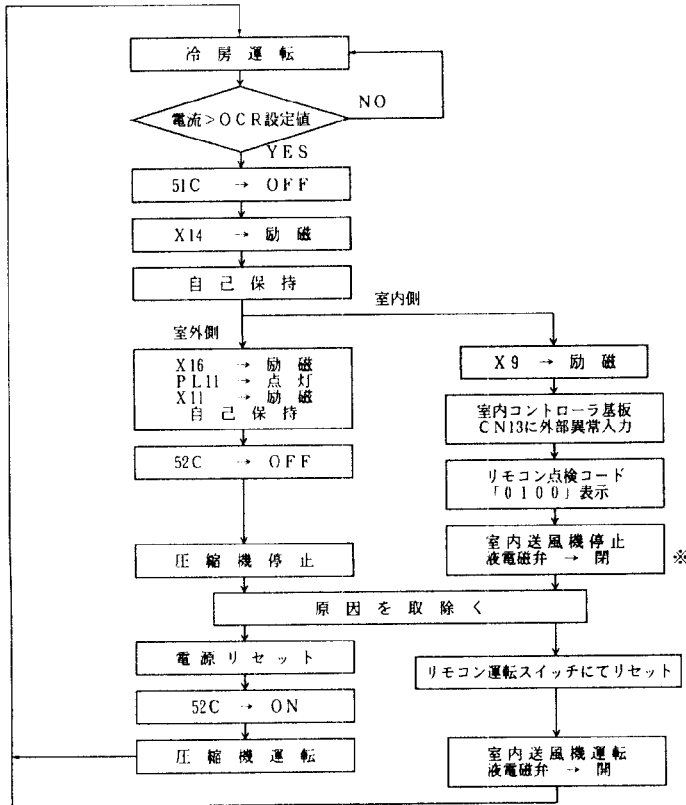 冷房運転
電流>OCR設定値
NO
YES
51C → OFF
X14 → 励磁
自己保持
室内側
室外側
X16 → 励磁
PL11 → 点灯
X11 → 励磁
自己保持
52C → OFF
圧縮機停止
X9 → 励磁
室内コントローラ基板
CN13に外部異常入力
リモコン点検コード
「0100」表示
室内送風機停止
液電磁弁 → 閉
※
原因を取除く
電源リセット
52C → ON
圧縮機運転
リモコン運転スイッチにてリセット
室内送風機運転
液電磁弁 → 開